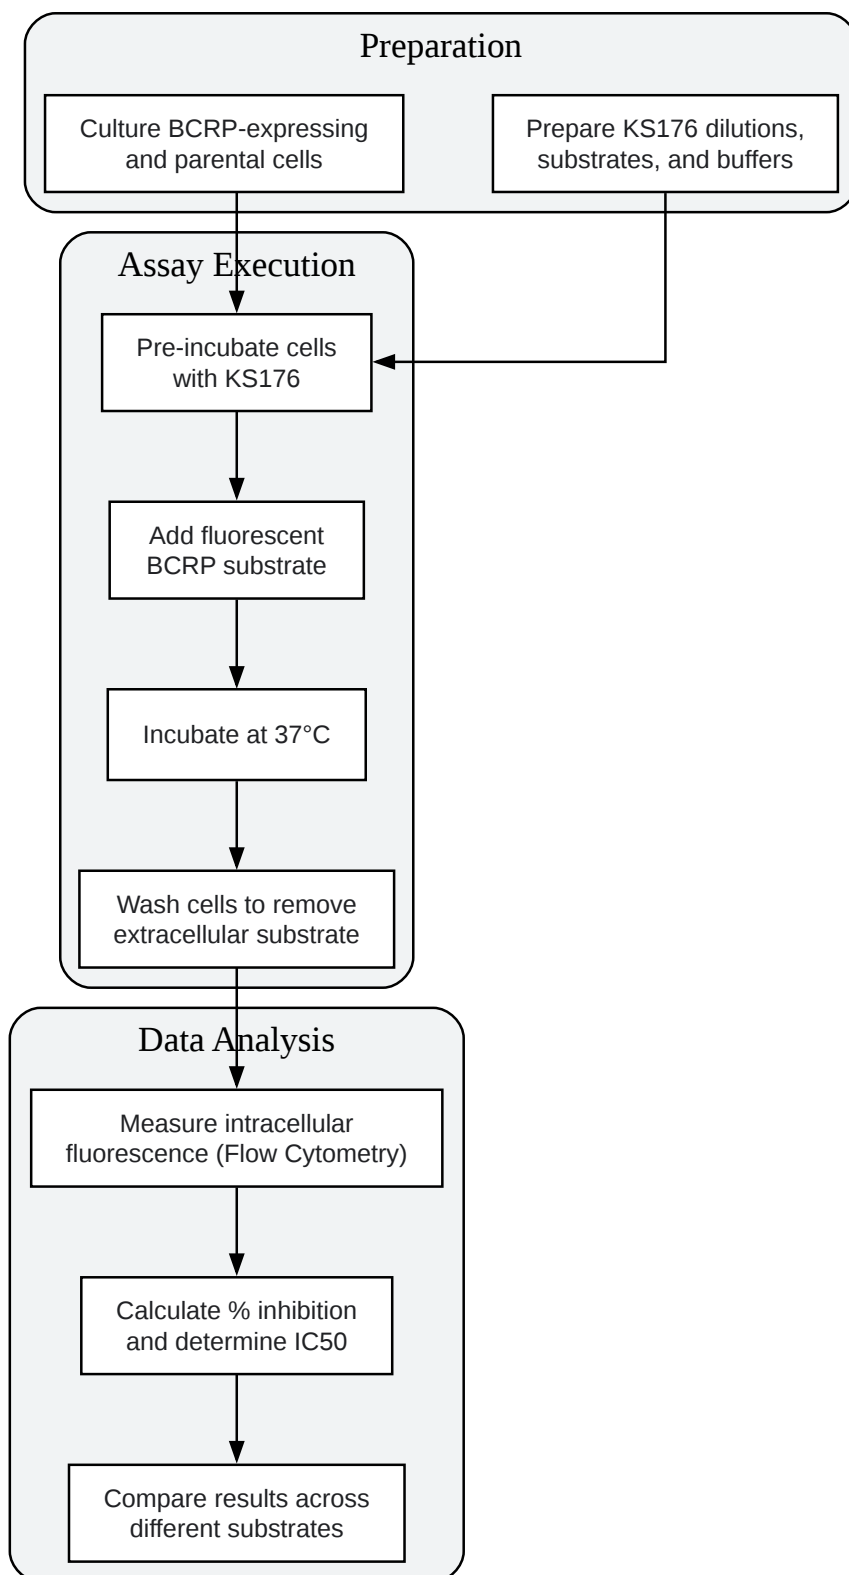 Preparation
Culture BCRP-expressing
and parental cells
Prepare KS176 dilutions,
substrates, and buffers
Assay Execution
Pre-incubate cells
with KS176
Add fluorescent
BCRP substrate
Incubate at 37°C
Wash cells to remove
extracellular substrate
Data Analysis
Measure intracellular
fluorescence (Flow Cytometry)
Calculate % inhibition
and determine IC50
Compare results across
different substrates